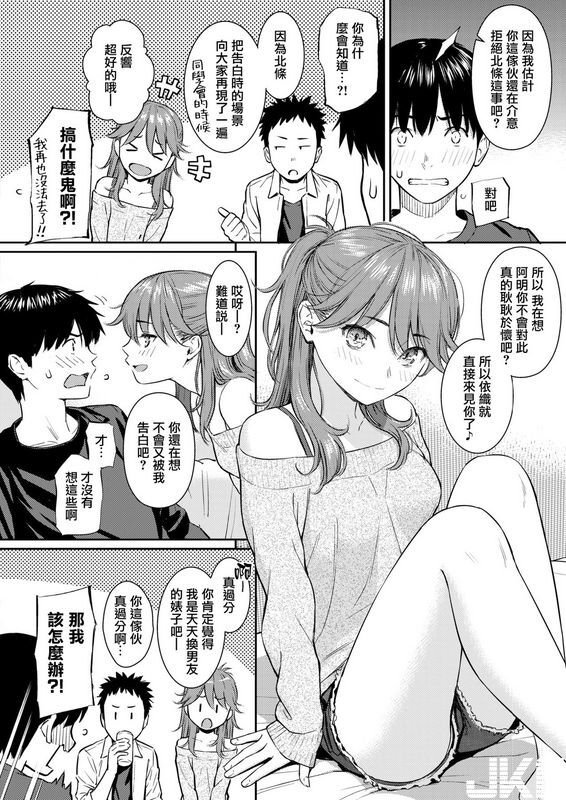 因為我估計
你這傢伙還在介意
拒絕北條這事吧？
對吧
你為什
麼會知道…?!
因為北條
把告白時的場景
向大家再現了一遍
同學會的時候
反響
超好的哦ー
搞什麼鬼啊?!
我再也沒法去了!!
所以 我在想
阿明你不會對此
真的耿耿於懷吧？
所以依織就
直接來見你了♪
哎呀ー？
難道說ー
你還在想
不會又被我
告白吧？
才…
才沒有
想這些啊
啊…
真過分
你肯定覺得
我是天天換男友
的婊子吧ー
你這傢伙
真過分啊…
那我
該怎麼辦?!
JKF